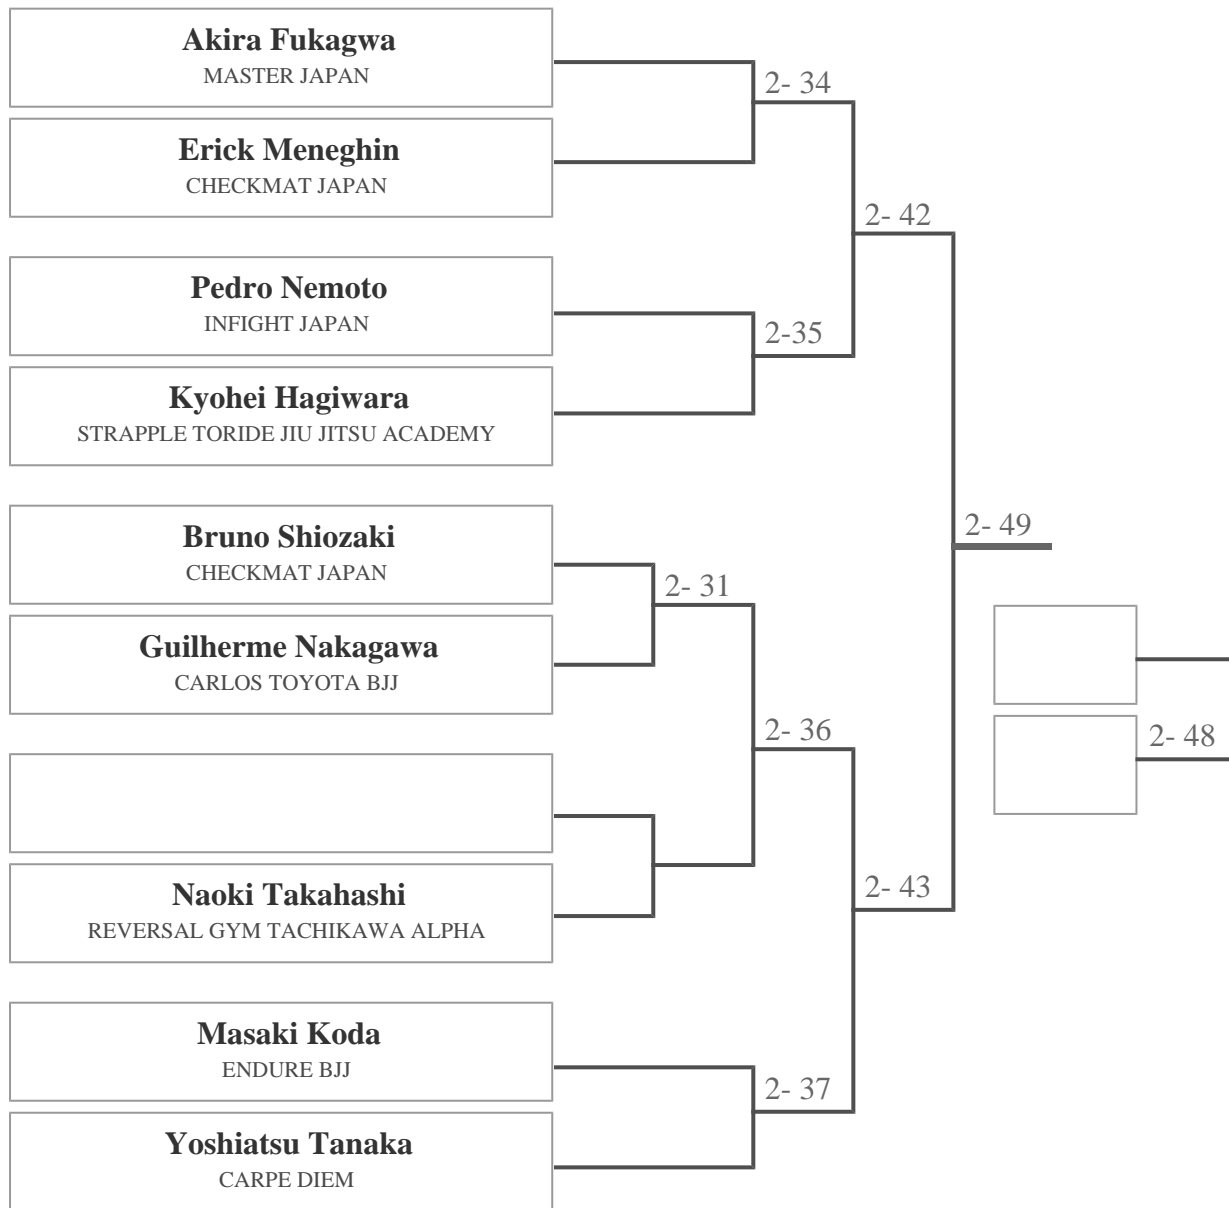 Akira Fukagwa
MASTER JAPAN
2- 34
Erick Meneghin
CHECKMAT JAPAN
2- 42
Pedro Nemoto
INFIGHT JAPAN
2-35
Kyohei Hagiwara
STRAPPLE TORIDE JIU JITSU ACADEMY
Bruno Shiozaki
CHECKMAT JAPAN
2- 49
2- 31
Guilherme Nakagawa
CARLOS TOYOTA BJJ
2- 36
2- 48
Naoki Takahashi
REVERSAL GYM TACHIKAWA ALPHA
2- 43
Masaki Koda
ENDURE BJJ
2- 37
Yoshiatsu Tanaka
CARPE DIEM